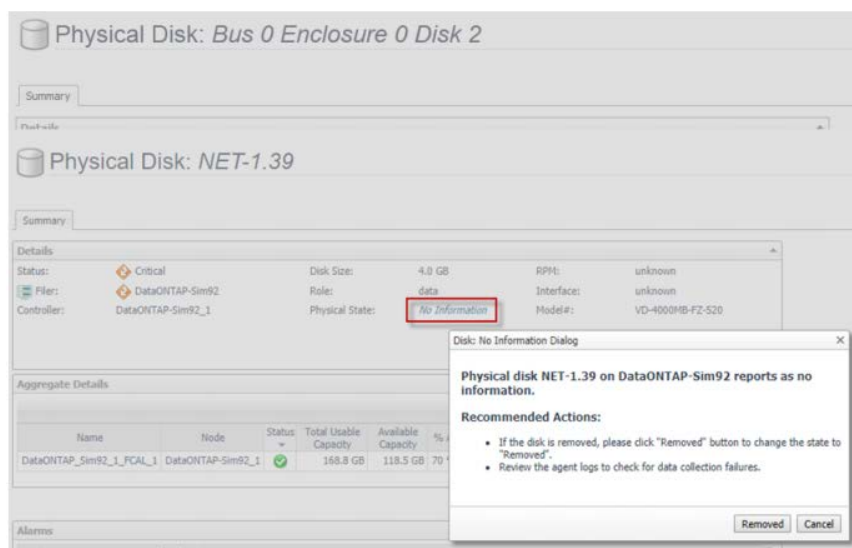 Physical Disk: Bus 0 Enclosure 0 Disk 2
Summary
Details
Physical Disk: NET-1.39
Summary
Details
Status: Critical Disk Size: 4.0 GB RPM: unknown
Filer: DataONTAP-Sim92 Role: data Interface: unknown
Controller: DataONTAP-Sim92_1 Physical State: No Information Model#: VD-4000MB-FZ-520
Disk: No Information Dialog
Physical disk NET-1.39 on DataONTAP-Sim92 reports as no
information.
Recommended Actions:
• If the disk is removed, please click "Removed" button to change the state to
"Removed".
• Review the agent logs to check for data collection failures.
Removed Cancel
Aggregate Details
Name Node Status Total Usable Capacity Available Capacity %
DataONTAP_Sim92_1_FCAL_1 DataONTAP-Sim92_1 168.8 GB 118.5 GB 70
Alarms